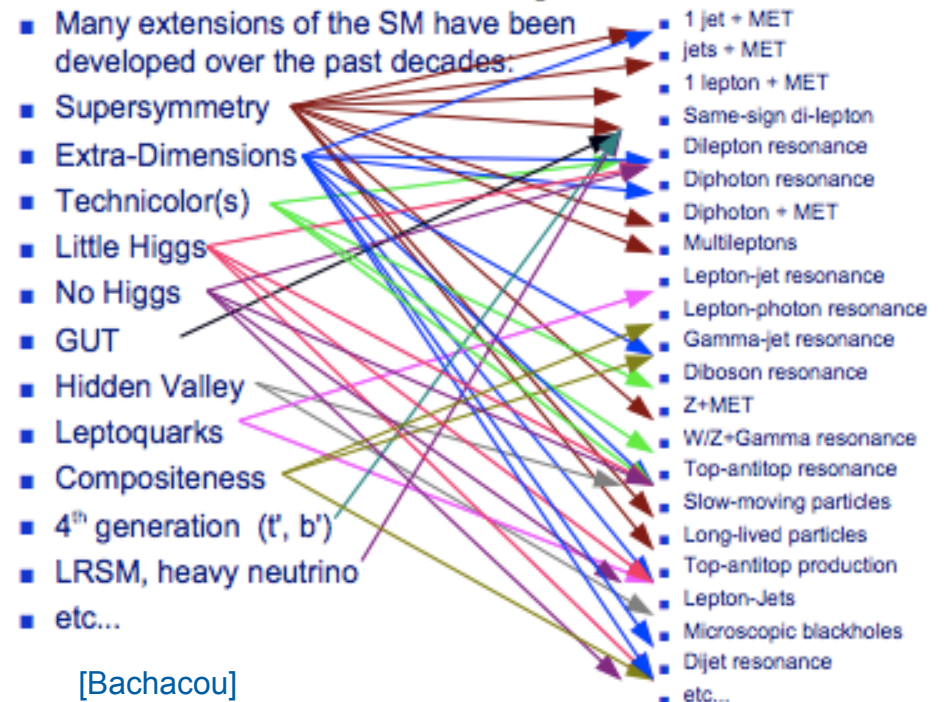 Many extensions of the SM have been
developed over the past decades:
Supersymmetry
Extra-Dimensions
Technicolor(s)
Little Higgs
No Higgs
GUT
Hidden Valley
Leptoquarks
Compositeness
4th generation (t', b')
LRSM, heavy neutrino
etc...
[Bachacou]
1 jet + MET
jets + MET
1 lepton + MET
Same-sign di-lepton
Dilepton resonance
Diphoton resonance
Diphoton + MET
Multileptons
Lepton-jet resonance
Lepton-photon resonance
Gamma-jet resonance
Diboson resonance
Z+MET
W/Z+Gamma resonance
Top-antitop resonance
Slow-moving particles
Long-lived particles
Top-antitop production
Lepton-Jets
Microscopic blackholes
Dijet resonance
etc...